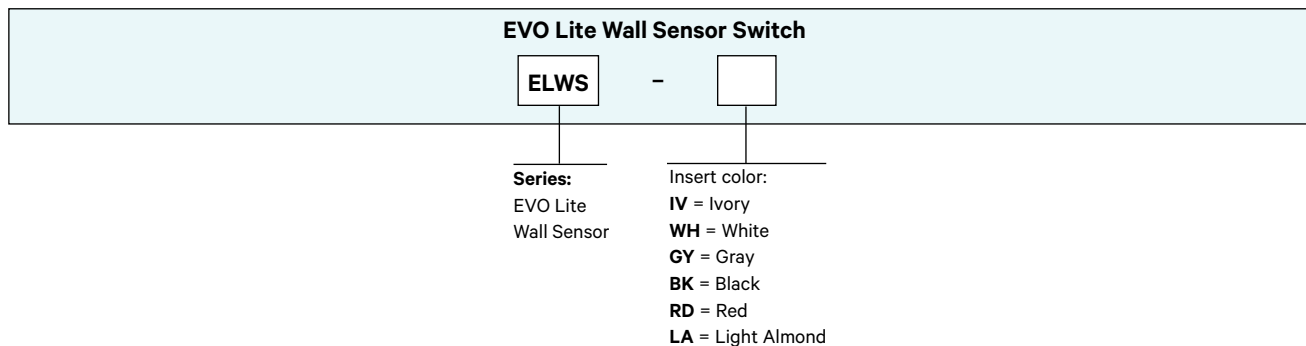 EVO Lite Wall Sensor Switch
ELWS –
Series:
EVO Lite
Wall Sensor
Insert color:
IV = Ivory
WH = White
GY = Gray
BK = Black
RD = Red
LA = Light Almond